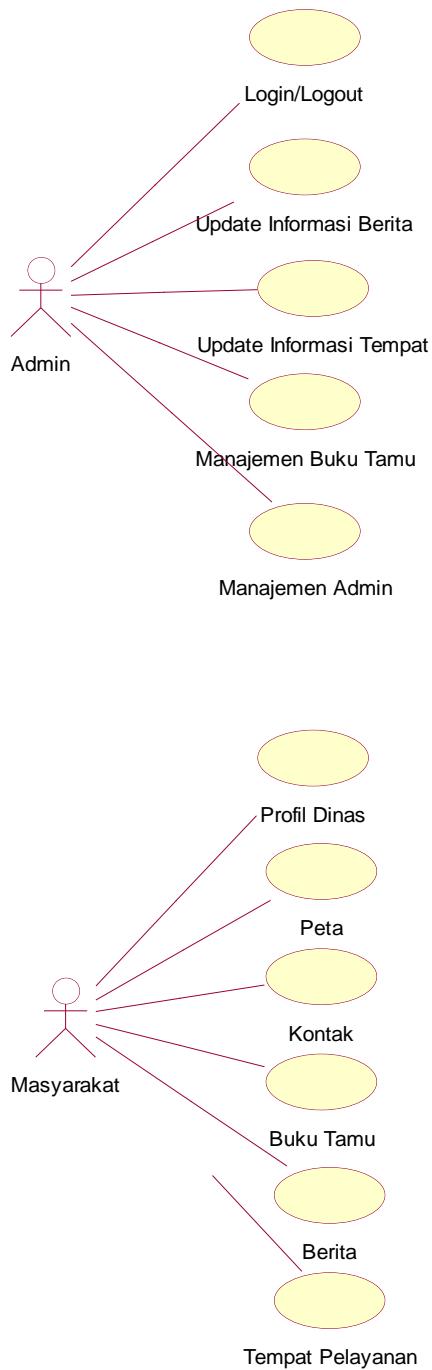 Login/Logout
Update Informasi Berita
Update Informasi Tempat
Admin
Manajemen Buku Tamu
Manajemen Admin
Profil Dinas
Peta
Kontak
Masyarakat
Buku Tamu
Berita
Tempat Pelayanan